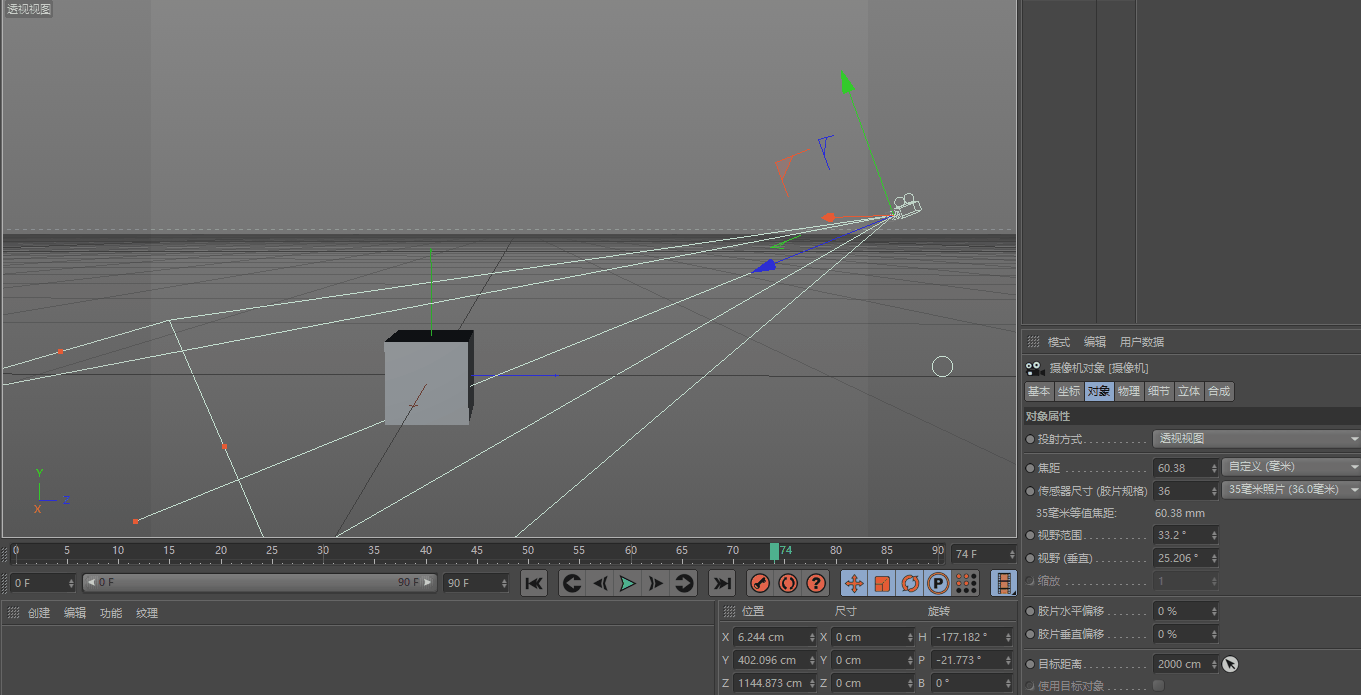 透视视图
Y
Z
X
0 5 10 15 20 25 30 35 40 45 50 55 60 65 70 74 80 85 90 74 F
0 F 0 F 90 F 90 F P
创建 编辑 功能 纹理
位置 尺寸 旋转
X 6.244 cm X 0 cm H -177.182 °
Y 402.096 cm Y 0 cm P -21.773 °
Z 1144.873 cm Z 0 cm B 0 °
模式 编辑 用户数据
摄像机对象 [摄像机]
基本 坐标 对象 物理 细节 立体 合成
对象属性
投射方式 . . . . . . . . . . 透视视图
焦距 . . . . . . . . . . . . . 60.38 自定义 (毫米)
传感器尺寸 (胶片规格) 36 35毫米照片 (36.0毫米)
35毫米等值焦距: 60.38 mm
视野范围 . . . . . . . . . . 33.2 °
视野 (垂直) . . . . . . . . 25.206 °
缩放 . . . . . . . . . . . . . 1
胶片水平偏移 . . . . . . 0 %
胶片垂直偏移 . . . . . . 0 %
目标距离 . . . . . . . . . . 2000 cm
使用目标对象 . . . . . .